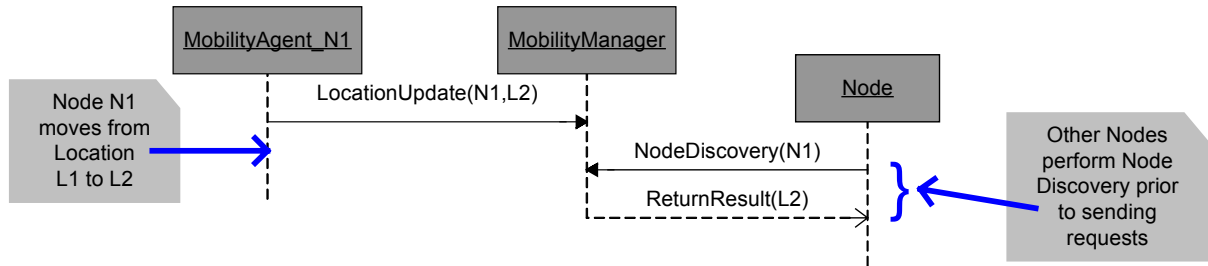 MobilityAgent_N1
MobilityManager
Node
LocationUpdate(N1,L2)
Node N1
moves from
Location
L1 to L2
NodeDiscovery(N1)
ReturnResult(L2)
Other Nodes
perform Node
Discovery prior
to sending
requests